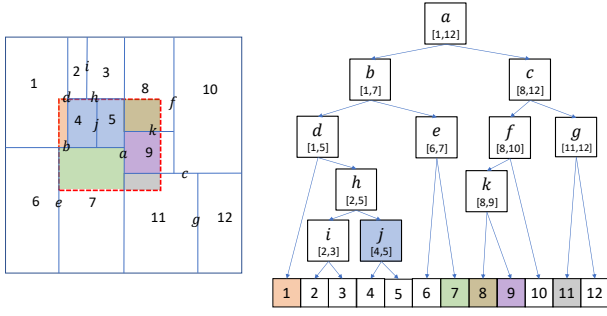 1
2
i
3
8
10
f
d
h
4
j
5
k
b
a
9
c
6
e
7
11
g
12
a
[1,12]
b
[1,7]
c
[8,12]
d
[1,5]
e
[6,7]
f
[8,10]
g
[11,12]
h
[2,5]
k
[8,9]
i
[2,3]
j
[4,5]
1 2 3 4 5 6 7 8 9 10 11 12